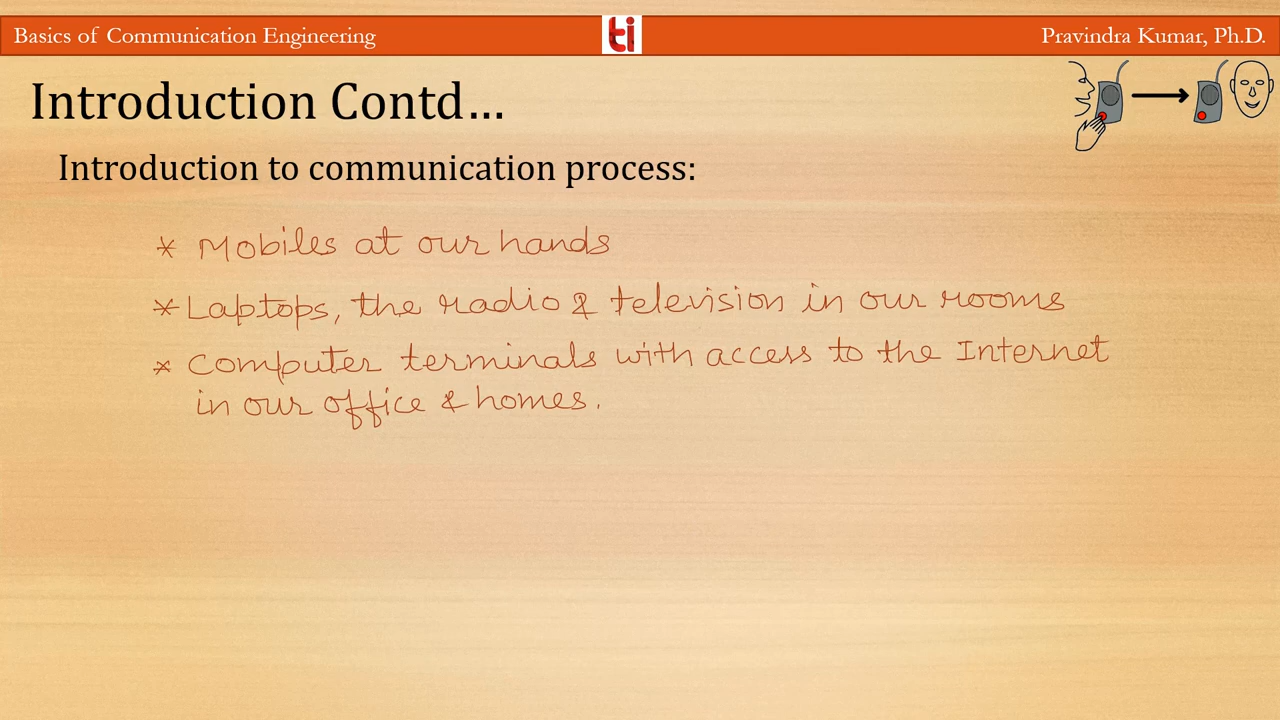 Basics of Communication Engineering
ti
Pravindra Kumar, Ph.D.
Introduction Contd...
Introduction to communication process:
* Mobiles at our hands
* Laptops, the radio & television in our rooms
* Computer terminals with access to the Internet
in our office & homes.